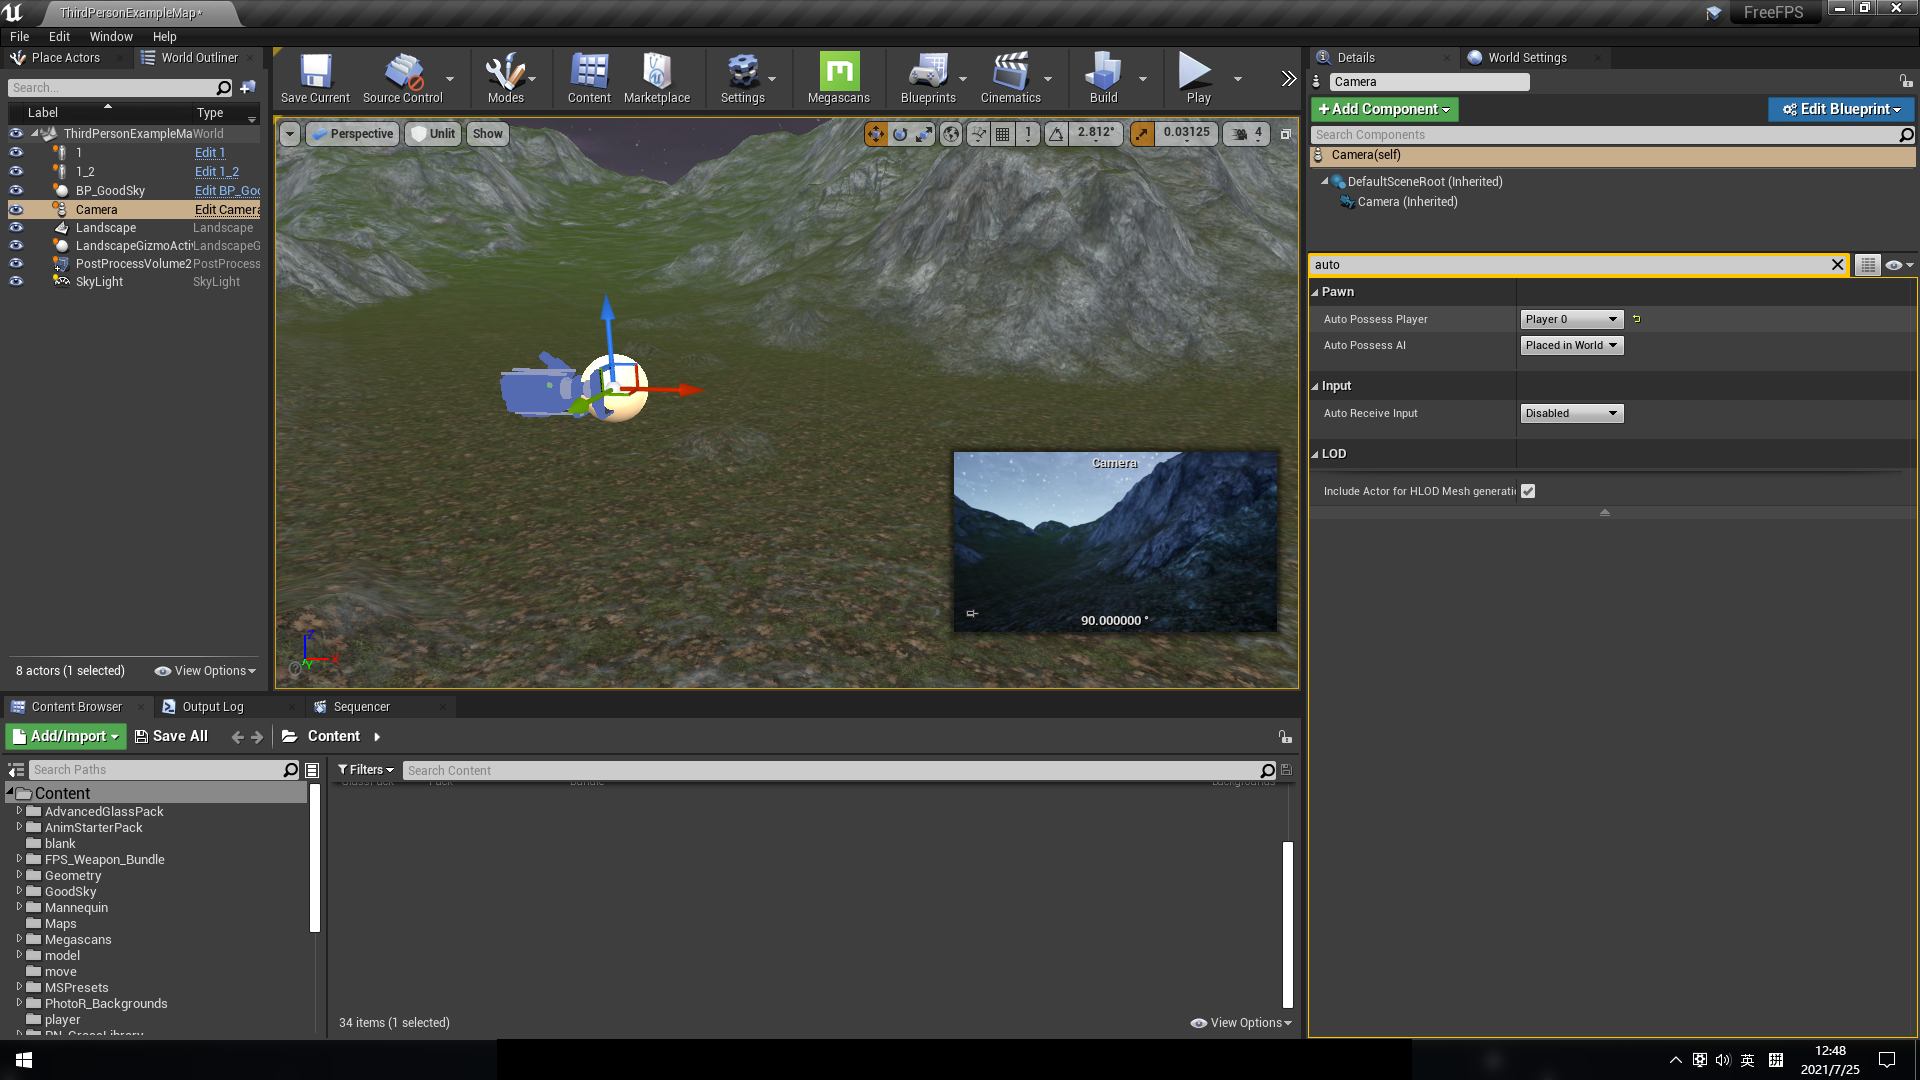 ThirdPersonExampleMap*
FreeFPS
File Edit Window Help
Place Actors
World Outliner
Search...
Label
Type
ThirdPersonExampleMa
World
1
Edit 1
1_2
Edit 1_2
BP_GoodSky
Edit BP_Goo
Camera
Edit Camera
Landscape
Landscape
LandscapeGizmoActi
LandscapeG
PostProcessVolume2
PostProcess
SkyLight
SkyLight
8 actors (1 selected)
View Options
Save Current
Source Control
Modes
Content
Marketplace
Settings
Megascans
Blueprints
Cinematics
Build
Play
Perspective
Unlit
Show
1
2.812°
0.03125
4
Camera
90.000000 °
Details
World Settings
Camera
+Add Component
Edit Blueprint
Search Components
Camera(self)
DefaultSceneRoot (Inherited)
Camera (Inherited)
auto
Pawn
Auto Possess Player
Player 0
Auto Possess AI
Placed in World
Input
Auto Receive Input
Disabled
LOD
Include Actor for HLOD Mesh generati
Content Browser
Output Log
Sequencer
Add/Import
Save All
Content
Search Paths
Filters
Search Content
Content
AdvancedGlassPack
AnimStarterPack
blank
FPS_Weapon_Bundle
Geometry
GoodSky
Mannequin
Maps
Megascans
model
move
MSPresets
PhotoR_Backgrounds
player
34 items (1 selected)
View Options
英
拼
12:48
2021/7/25